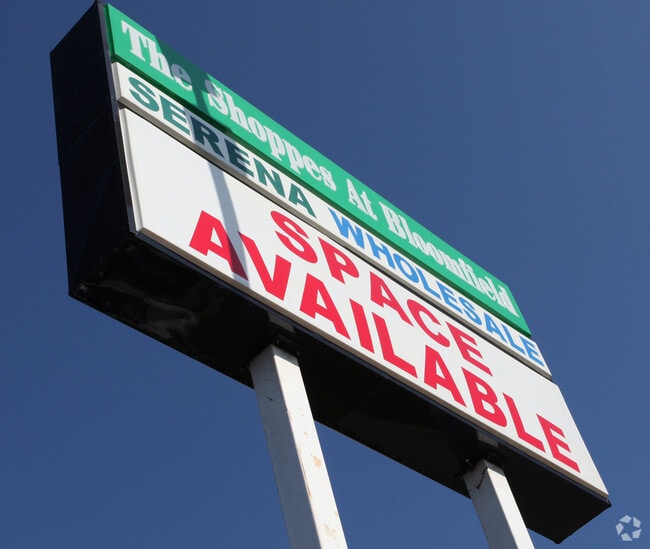 The Shoppes At Bloomfield
SERENA WHOLESALE
SPACE
AVAILABLE